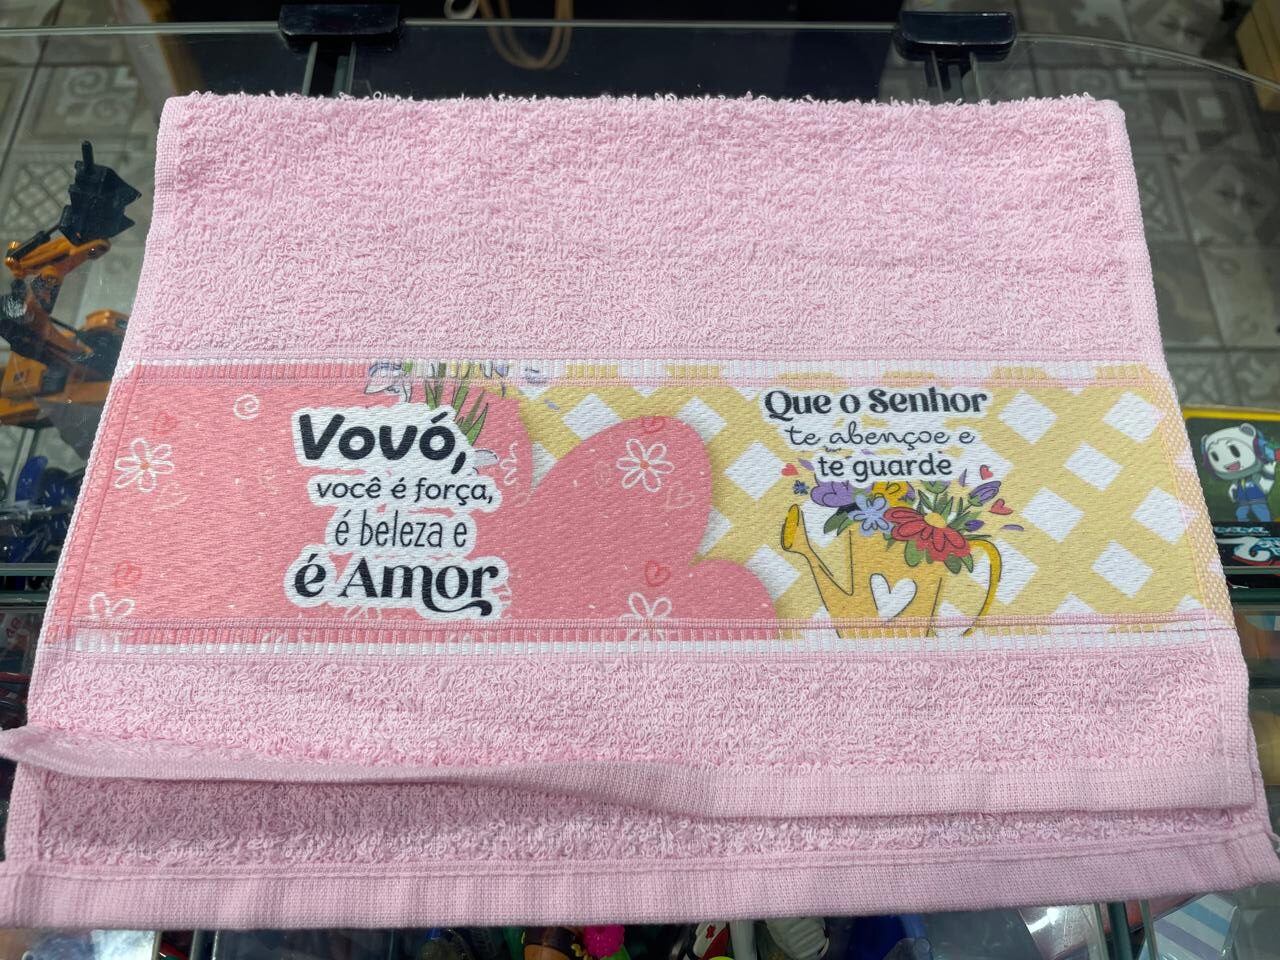 Vovó,
você é força,
é beleza e
é Amor
Que o Senhor
te abençoe e
te guarde